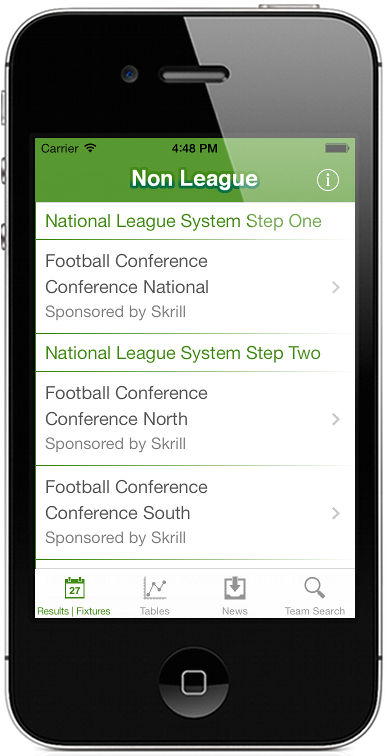 Carrier 4:48 PM
Non League
National League System Step One
Football Conference
Conference National
Sponsored by Skrill
National League System Step Two
Football Conference
Conference North
Sponsored by Skrill
Football Conference
Conference South
Sponsored by Skrill
27
Results | Fixtures Tables News Team Search